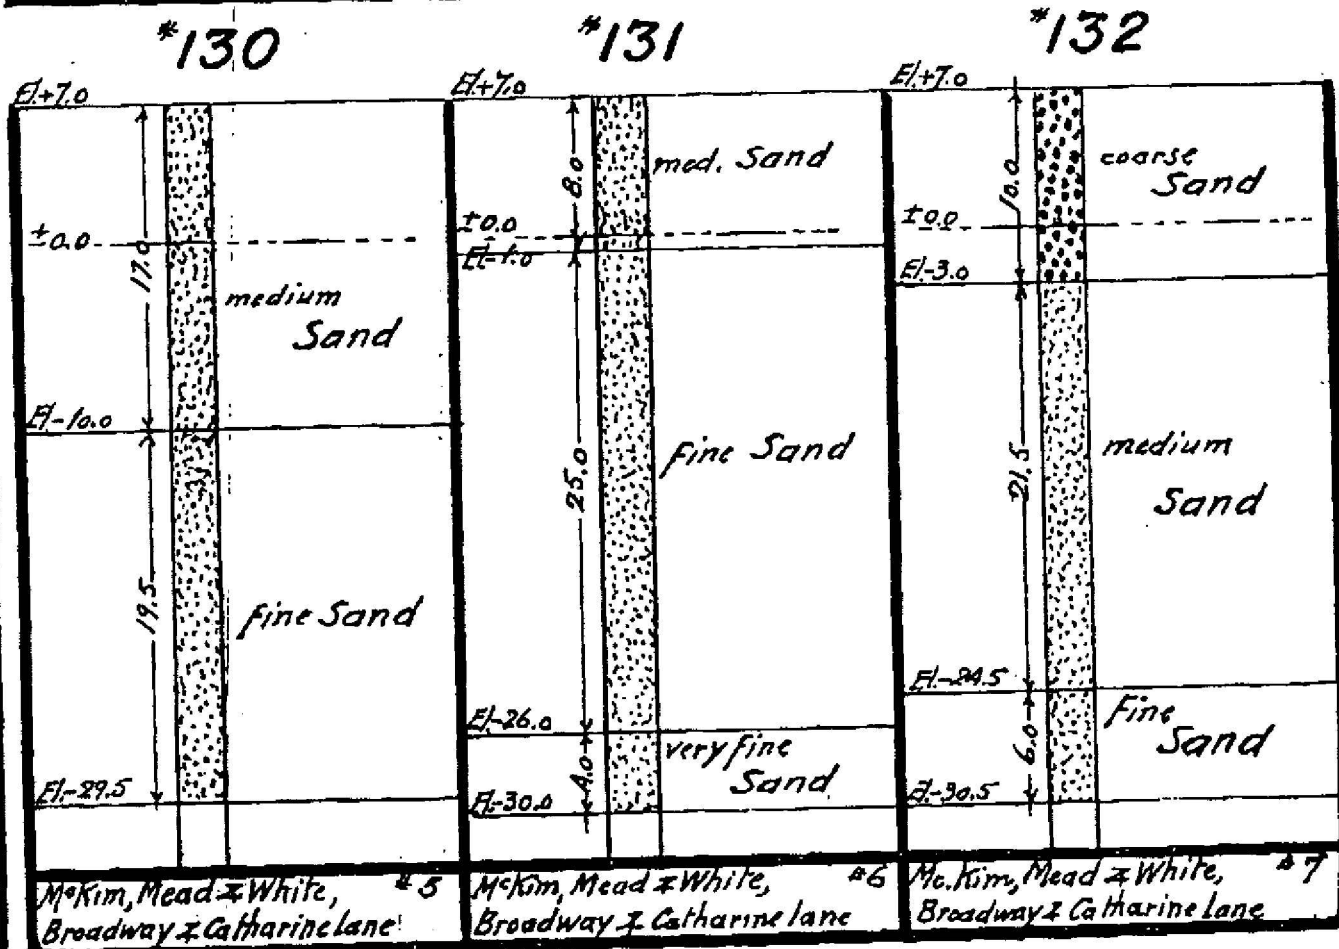 #130
El.+7.0
±0.0
17.0
medium
Sand
El-10.0
19.5
fine Sand
El.-29.5
McKim, Mead & White, #5
Broadway & Catharine lane
#131
El.+7.0
8.0
med. Sand
±0.0
El-1.0
25.0
fine Sand
El-26.0
4.0
very fine
Sand
El-30.0
McKim, Mead & White, #6
Broadway & Catharine lane
#132
El.+7.0
10.0
coarse
Sand
±0.0
El-3.0
21.5
medium
Sand
El.-24.5
6.0
Fine
Sand
El-30.5
Mc.Kim, Mead & White, #7
Broadway & Catharine Lane